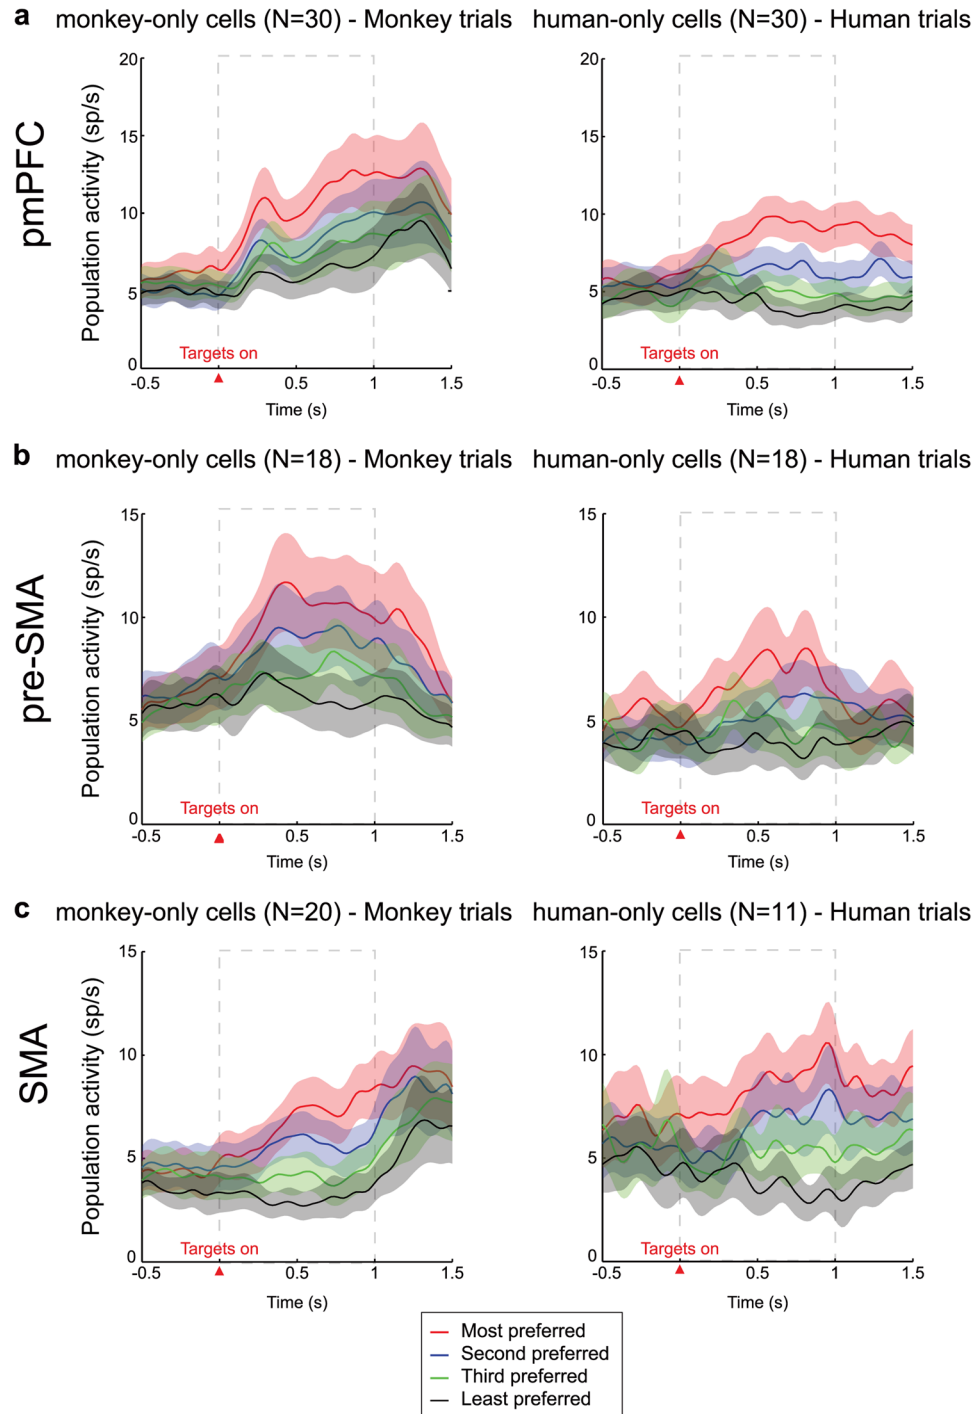 a monkey-only cells (N=30) - Monkey trials human-only cells (N=30) - Human trials
pmPFC
Population activity (sp/s)
20
15
10
5
0
Targets on
-0.5 0.5 1 1.5
Time (s)
20
15
10
5
0
Targets on
-0.5 0.5 1 1.5
Time (s)
b monkey-only cells (N=18) - Monkey trials human-only cells (N=18) - Human trials
pre-SMA
Population activity (sp/s)
15
10
5
0
Targets on
-0.5 0.5 1 1.5
Time (s)
15
10
5
0
Targets on
-0.5 0.5 1 1.5
Time (s)
c monkey-only cells (N=20) - Monkey trials human-only cells (N=11) - Human trials
SMA
Population activity (sp/s)
15
10
5
0
Targets on
-0.5 0.5 1 1.5
Time (s)
15
10
5
0
Targets on
-0.5 0.5 1 1.5
Time (s)
Most preferred
Second preferred
Third preferred
Least preferred